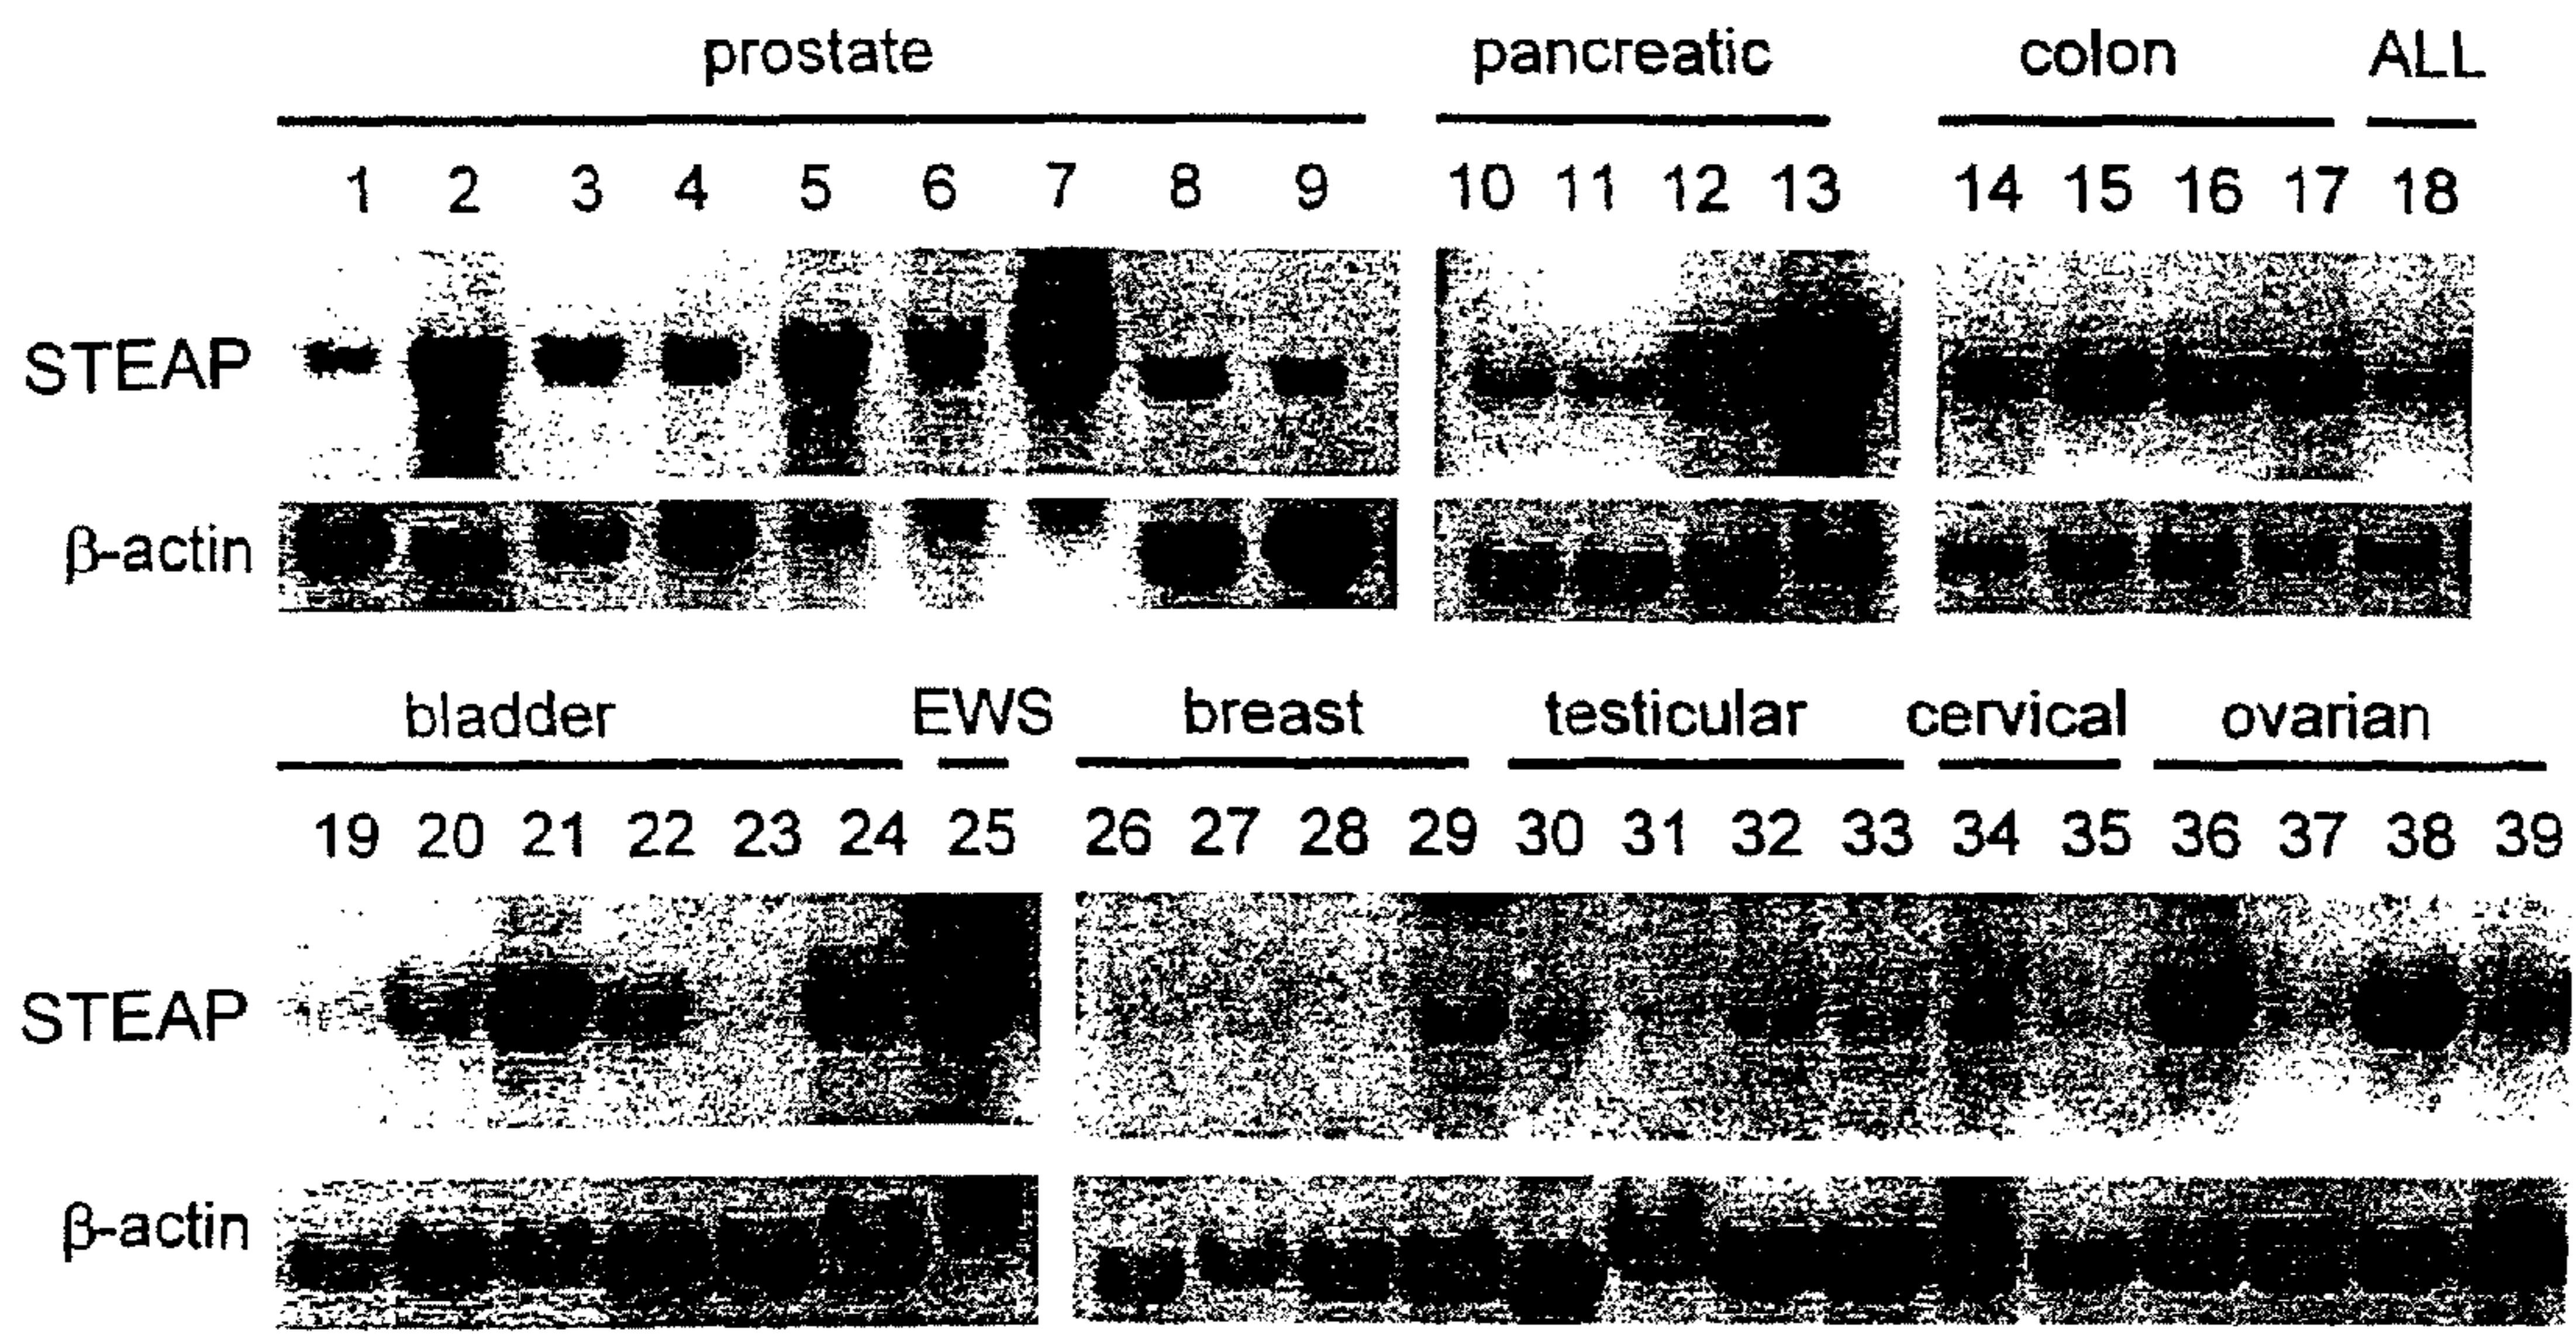 prostate pancreatic colon ALL
1 2 3 4 5 6 7 8 9 10 11 12 13 14 15 16 17 18
STEAP
β-actin
bladder EWS breast testicular cervical ovarian
19 20 21 22 23 24 25 26 27 28 29 30 31 32 33 34 35 36 37 38 39
STEAP
β-actin